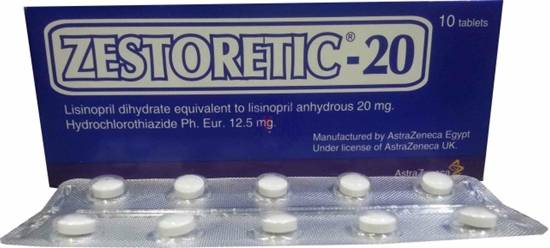 10 tablets
ZESTORETIC®-20
Lisinopril dihydrate equivalent to lisinopril anhydrous 20 mg.
Hydrochlorothiazide Ph. Eur. 12.5 mg.
Manufactured by AstraZeneca Egypt
Under license of AstraZeneca UK.
AstraZeneca